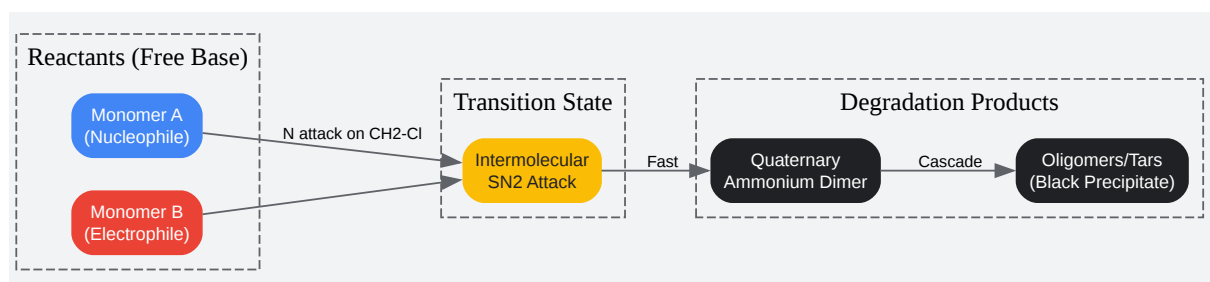 Reactants (Free Base)
Monomer A
(Nucleophile)
Monomer B
(Electrophile)
N attack on CH2-Cl
Transition State
Intermolecular
SN2 Attack
Fast
Degradation Products
Quaternary
Ammonium Dimer
Cascade
Oligomers/Tars
(Black Precipitate)